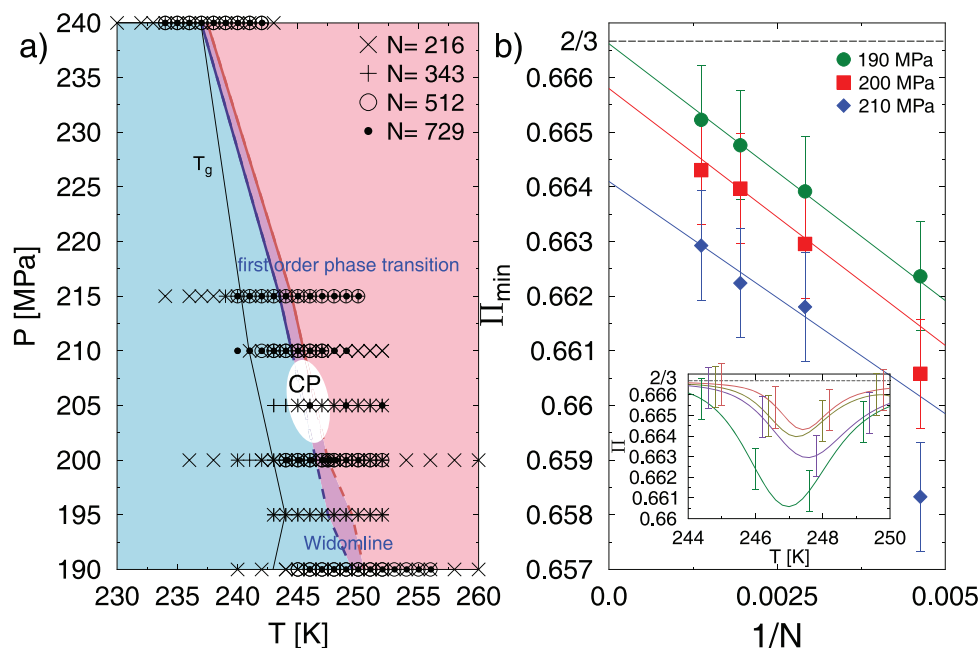 a)
N= 216
N= 343
N= 512
N= 729
T_g
first order phase transition
CP
Widomline
P [MPa]
240
235
230
225
220
215
210
205
200
195
190
230 235 240 245 250 255 260
T [K]
b)
190 MPa
200 MPa
210 MPa
Π_min
2/3
0.666
0.665
0.664
0.663
0.662
0.661
0.66
0.659
0.658
0.657
0.0 0.0025 0.005
1/N
Π
2/3
0.666
0.665
0.664
0.663
0.662
0.661
0.66
244 246 248 250
T [K]